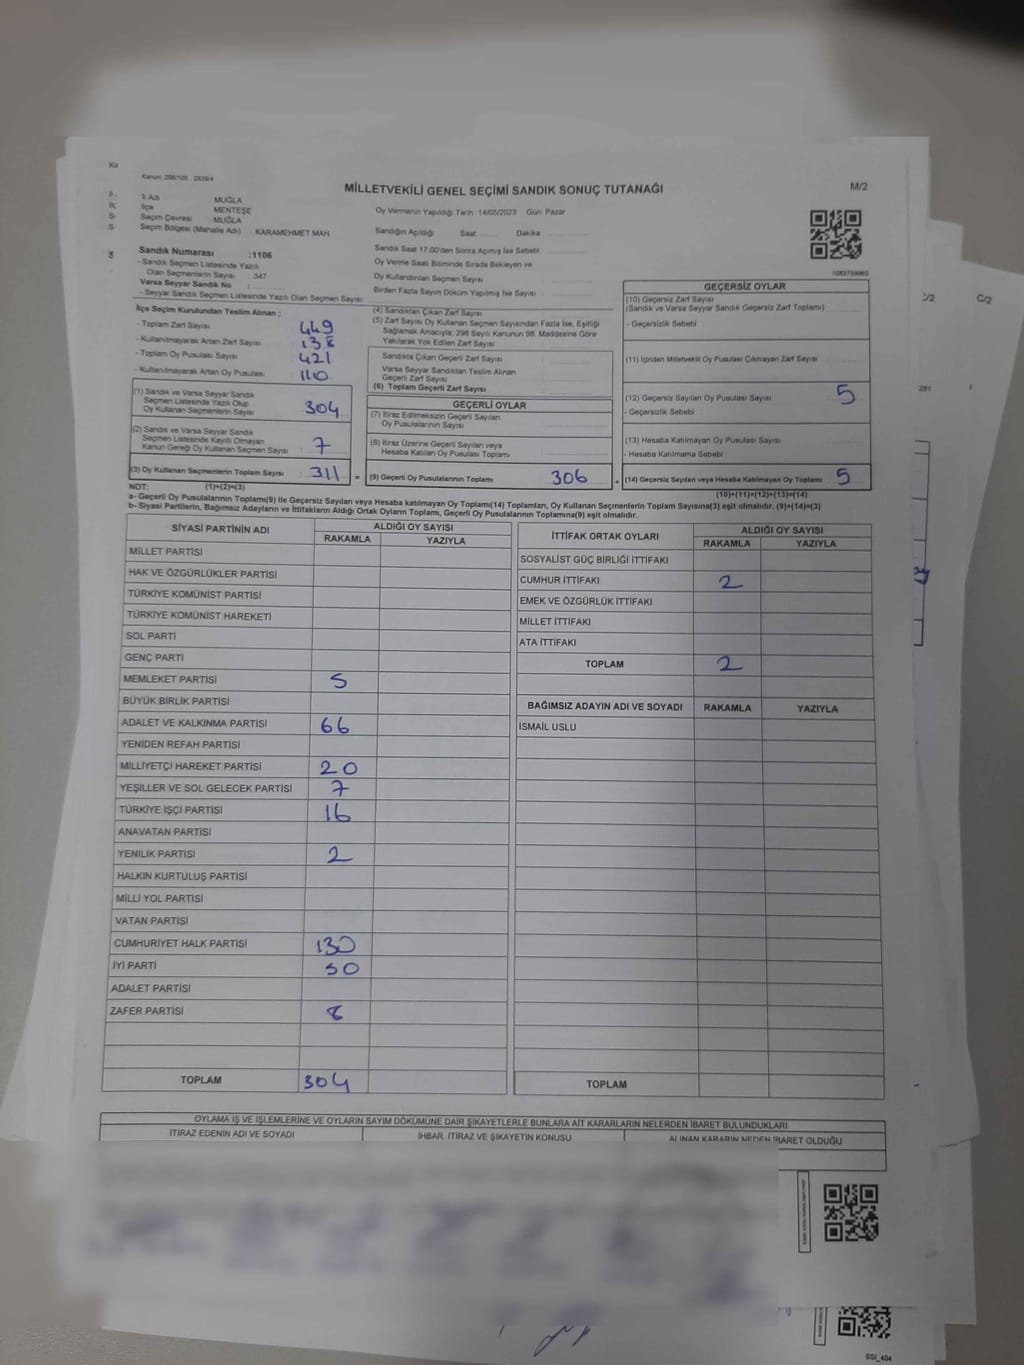 MİLLETVEKİLİ GENEL SEÇİMİ SANDIK SONUÇ TUTANAĞI
M/2
İl Adı MUĞLA
İlçe MENTEŞE
Seçim Çevresi MUĞLA
Seçim Bölgesi (Mahalle Adı) : KARAMEHMET MAH
Sandık Numarası :1106
- Sandık Seçmen Listesinde Yazılı
Olan Seçmenlerin Sayısı : 347
Varsa Seyyar Sandık No :
- Seyyar Sandık Seçmen Listesinde Yazılı Olan Seçmen Sayısı
Oy Vermenin Yapıldığı Tarih: 14/05/2023 Gün: Pazar
Sandığın Açıldığı Saat: Dakika
Sandık Saat 17:00'den Sonra Açılmış İse Sebebi
Oy Verme Saati Bitiminde Sırada Bekleyen ve
Oy Kullandırılan Seçmen Sayısı
Birden Fazla Sayım Döküm Yapılmış İse Sayısı
1083759960
İlçe Seçim Kurulundan Teslim Alınan ;
- Toplam Zarf Sayısı 449
- Kullanılmayarak Artan Zarf Sayısı 138
- Toplam Oy Pusulası Sayısı 421
- Kullanılmayarak Artan Oy Pusulası 110
(1) Sandık ve Varsa Seyyar Sandık
Seçmen Listesinde Yazılı Olup
Oy Kullanan Seçmenlerin Sayısı 304
(2) Sandık ve Varsa Seyyar Sandık
Seçmen Listesinde Kayıtlı Olmayan
Kanun Gereği Oy Kullanan Seçmen Sayısı 7
(3) Oy Kullanan Seçmenlerin Toplam Sayısı 311
(4) Sandıktan Çıkan Zarf Sayısı
(5) Zarf Sayısı Oy Kullanan Seçmen Sayısından Fazla İse, Eşitliği
Sağlamak Amacıyla; 298 Sayılı Kanunun 98. Maddesine Göre
Yakılarak Yok Edilen Zarf Sayısı
Sandıkta Çıkan Geçerli Zarf Sayısı
Varsa Seyyar Sandıktan Teslim Alınan
Geçerli Zarf Sayısı
(6) Toplam Geçerli Zarf Sayısı
GEÇERLİ OYLAR
(7) İtiraz Edilmeksizin Geçerli Sayılan
Oy Pusulalarının Sayısı
(8) İtiraz Üzerine Geçerli Sayılan veya
Hesaba Katılan Oy Pusulası Toplamı
= (9) Geçerli Oy Pusulalarının Toplamı 306
GEÇERSİZ OYLAR
(10) Geçersiz Zarf Sayısı
(Sandık ve Varsa Seyyar Sandık Geçersiz Zarf Toplamı)
- Geçersizlik Sebebi
(11) İçinden Milletvekili Oy Pusulası Çıkmayan Zarf Sayısı
(12) Geçersiz Sayılan Oy Pusulası Sayısı 5
- Geçersizlik Sebebi
(13) Hesaba Katılmayan Oy Pusulası Sayısı
- Hesaba Katılmama Sebebi
+ (14) Geçersiz Sayılan veya Hesaba Katılmayan Oy Toplamı 5
(10)+(11)+(12)+(13)=(14)
NOT: (1)+(2)=(3)
a- Geçerli Oy Pusulalarının Toplamı(9) ile Geçersiz Sayılan veya Hesaba katılmayan Oy Toplamı(14) Toplamları, Oy Kullanan Seçmenlerin Toplam Sayısına(3) eşit olmalıdır. (9)+(14)=(3)
b- Siyasi Partilerin, Bağımsız Adayların ve İttifakların Aldığı Ortak Oyların Toplamı, Geçerli Oy Pusulalarının Toplamına(9) eşit olmalıdır.
SİYASİ PARTİNİN ADI ALDIĞI OY SAYISI
RAKAMLA YAZIYLA
MİLLET PARTİSİ
HAK VE ÖZGÜRLÜKLER PARTİSİ
TÜRKİYE KOMÜNİST PARTİSİ
TÜRKİYE KOMÜNİST HAREKETİ
SOL PARTİ
GENÇ PARTİ
MEMLEKET PARTİSİ 5
BÜYÜK BİRLİK PARTİSİ
ADALET VE KALKINMA PARTİSİ 66
YENİDEN REFAH PARTİSİ
MİLLİYETÇİ HAREKET PARTİSİ 20
YEŞİLLER VE SOL GELECEK PARTİSİ 7
TÜRKİYE İŞÇİ PARTİSİ 16
ANAVATAN PARTİSİ
YENİLİK PARTİSİ 2
HALKIN KURTULUŞ PARTİSİ
MİLLİ YOL PARTİSİ
VATAN PARTİSİ
CUMHURİYET HALK PARTİSİ 130
İYİ PARTİ 50
ADALET PARTİSİ
ZAFER PARTİSİ 8
TOPLAM 304
İTTİFAK ORTAK OYLARI ALDIĞI OY SAYISI
RAKAMLA YAZIYLA
SOSYALİST GÜÇ BİRLİĞİ İTTİFAKI
CUMHUR İTTİFAKI 2
EMEK VE ÖZGÜRLÜK İTTİFAKI
MİLLET İTTİFAKI
ATA İTTİFAKI
TOPLAM 2
BAĞIMSIZ ADAYIN ADI VE SOYADI RAKAMLA YAZIYLA
İSMAİL USLU
TOPLAM
OYLAMA İŞ VE İŞLEMLERİNE VE OYLARIN SAYIM DÖKÜMÜNE DAİR ŞİKAYETLERLE BUNLARA AİT KARARLARIN NELERDEN İBARET BULUNDUKLARI
İTİRAZ EDENİN ADI VE SOYADI İHBAR, İTİRAZ VE ŞİKAYETİN KONUSU ALINAN KARARIN NEDEN İBARET OLDUĞU
C/2